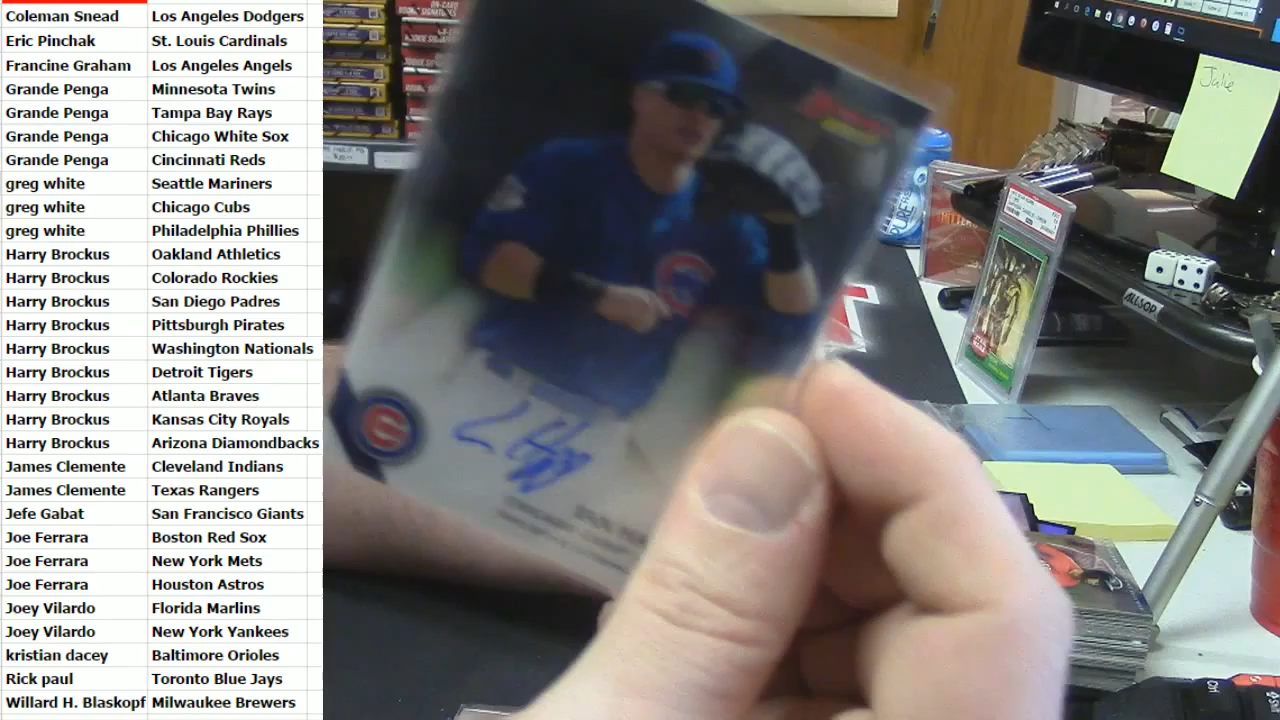 Coleman Snead Los Angeles Dodgers
Eric Pinchak St. Louis Cardinals
Francine Graham Los Angeles Angels
Grande Penga Minnesota Twins
Grande Penga Tampa Bay Rays
Grande Penga Chicago White Sox
Grande Penga Cincinnati Reds
greg white Seattle Mariners
greg white Chicago Cubs
greg white Philadelphia Phillies
Harry Brockus Oakland Athletics
Harry Brockus Colorado Rockies
Harry Brockus San Diego Padres
Harry Brockus Pittsburgh Pirates
Harry Brockus Washington Nationals
Harry Brockus Detroit Tigers
Harry Brockus Atlanta Braves
Harry Brockus Kansas City Royals
Harry Brockus Arizona Diamondbacks
James Clemente Cleveland Indians
James Clemente Texas Rangers
Jefe Gabat San Francisco Giants
Joe Ferrara Boston Red Sox
Joe Ferrara New York Mets
Joe Ferrara Houston Astros
Joey Vilardo Florida Marlins
Joey Vilardo New York Yankees
kristian dacey Baltimore Orioles
Rick paul Toronto Blue Jays
Willard H. Blaskopf Milwaukee Brewers
Julie
ALLSOP